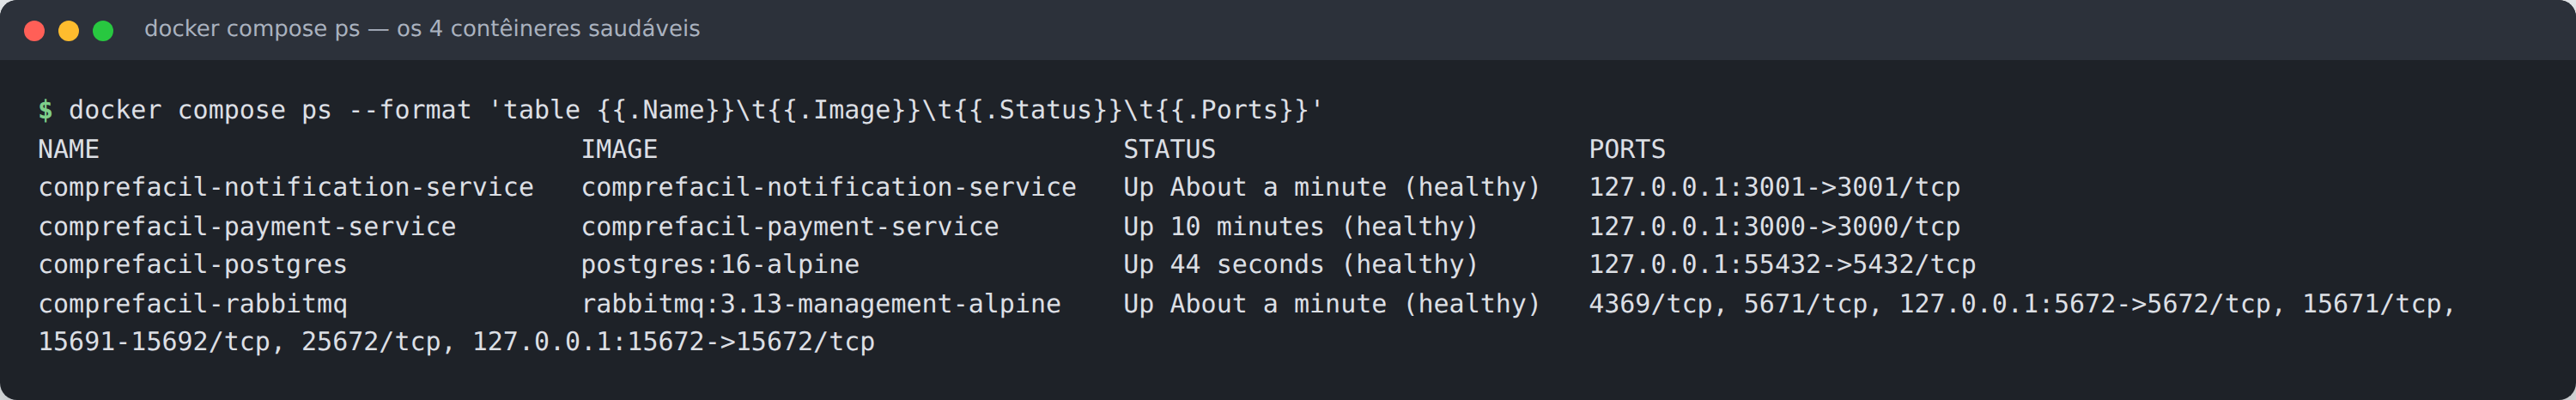 docker compose ps — os 4 contêineres saudáveis
$ docker compose ps --format 'table {{.Name}}\t{{.Image}}\t{{.Status}}\t{{.Ports}}'
NAME                               IMAGE                              STATUS                        PORTS
comprefacil-notification-service   comprefacil-notification-service   Up About a minute (healthy)   127.0.0.1:3001->3001/tcp
comprefacil-payment-service        comprefacil-payment-service        Up 10 minutes (healthy)       127.0.0.1:3000->3000/tcp
comprefacil-postgres               postgres:16-alpine                 Up 44 seconds (healthy)       127.0.0.1:55432->5432/tcp
comprefacil-rabbitmq               rabbitmq:3.13-management-alpine    Up About a minute (healthy)   4369/tcp, 5671/tcp, 127.0.0.1:5672->5672/tcp, 15671/tcp,
15691-15692/tcp, 25672/tcp, 127.0.0.1:15672->15672/tcp